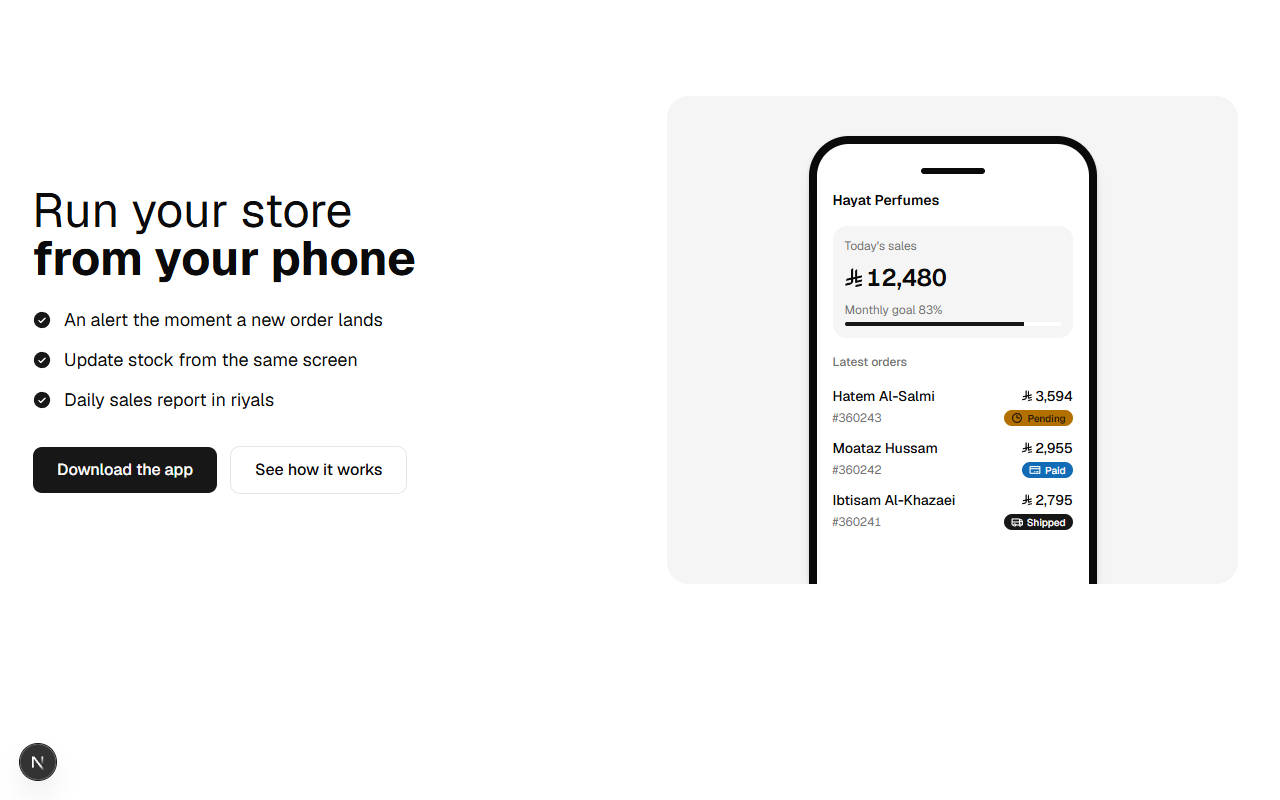 Run your store
from your phone
An alert the moment a new order lands
Update stock from the same screen
Daily sales report in riyals
Download the app
See how it works
Hayat Perfumes
Today's sales
⃁ 12,480
Monthly goal 83%
Latest orders
Hatem Al-Salmi
⃁ 3,594
#360243
Pending
Moataz Hussam
⃁ 2,955
#360242
Paid
Ibtisam Al-Khazaei
⃁ 2,795
#360241
Shipped
N